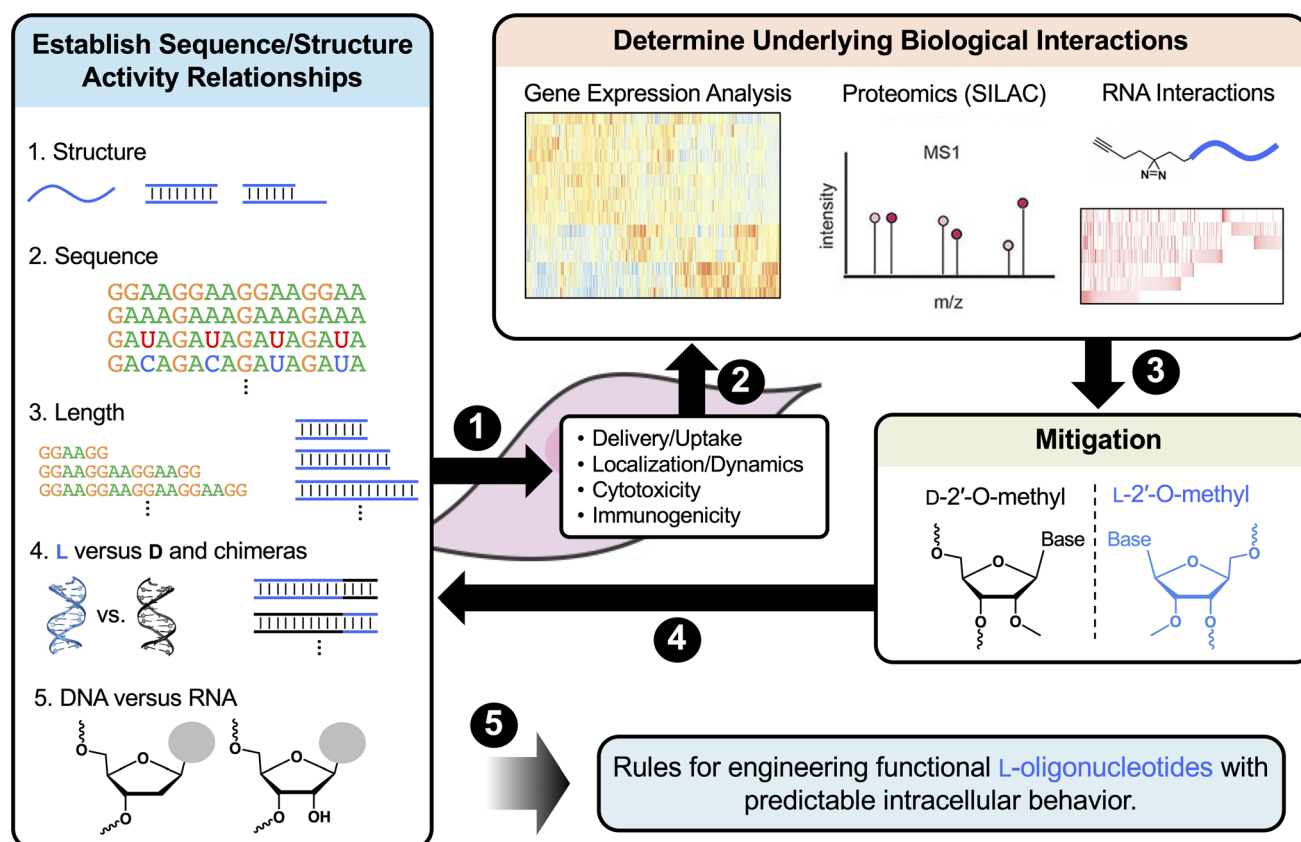 Establish Sequence/Structure
Activity Relationships
1. Structure
2. Sequence
GGAAGGAAGGAAGGAA
GAAAGAAAGAAAGAAA
GAUAGAUAGAUAGAUA
GACAGACAGAUAGAUA
3. Length
GGAAGG
GGAAGGAAGGAAGG
GGAAGGAAGGAAGGAAGG
4. L versus D and chimeras
vs.
5. DNA versus RNA
O
O
O
O
O
O
OH
Determine Underlying Biological Interactions
Gene Expression Analysis
Proteomics (SILAC)
MS1
intensity
m/z
RNA Interactions
N=N
1
2
3
• Delivery/Uptake
• Localization/Dynamics
• Cytotoxicity
• Immunogenicity
Mitigation
D-2′-O-methyl
L-2′-O-methyl
O
O
Base
O
O
Base
O
O
O
O
4
5
Rules for engineering functional L-oligonucleotides with
predictable intracellular behavior.